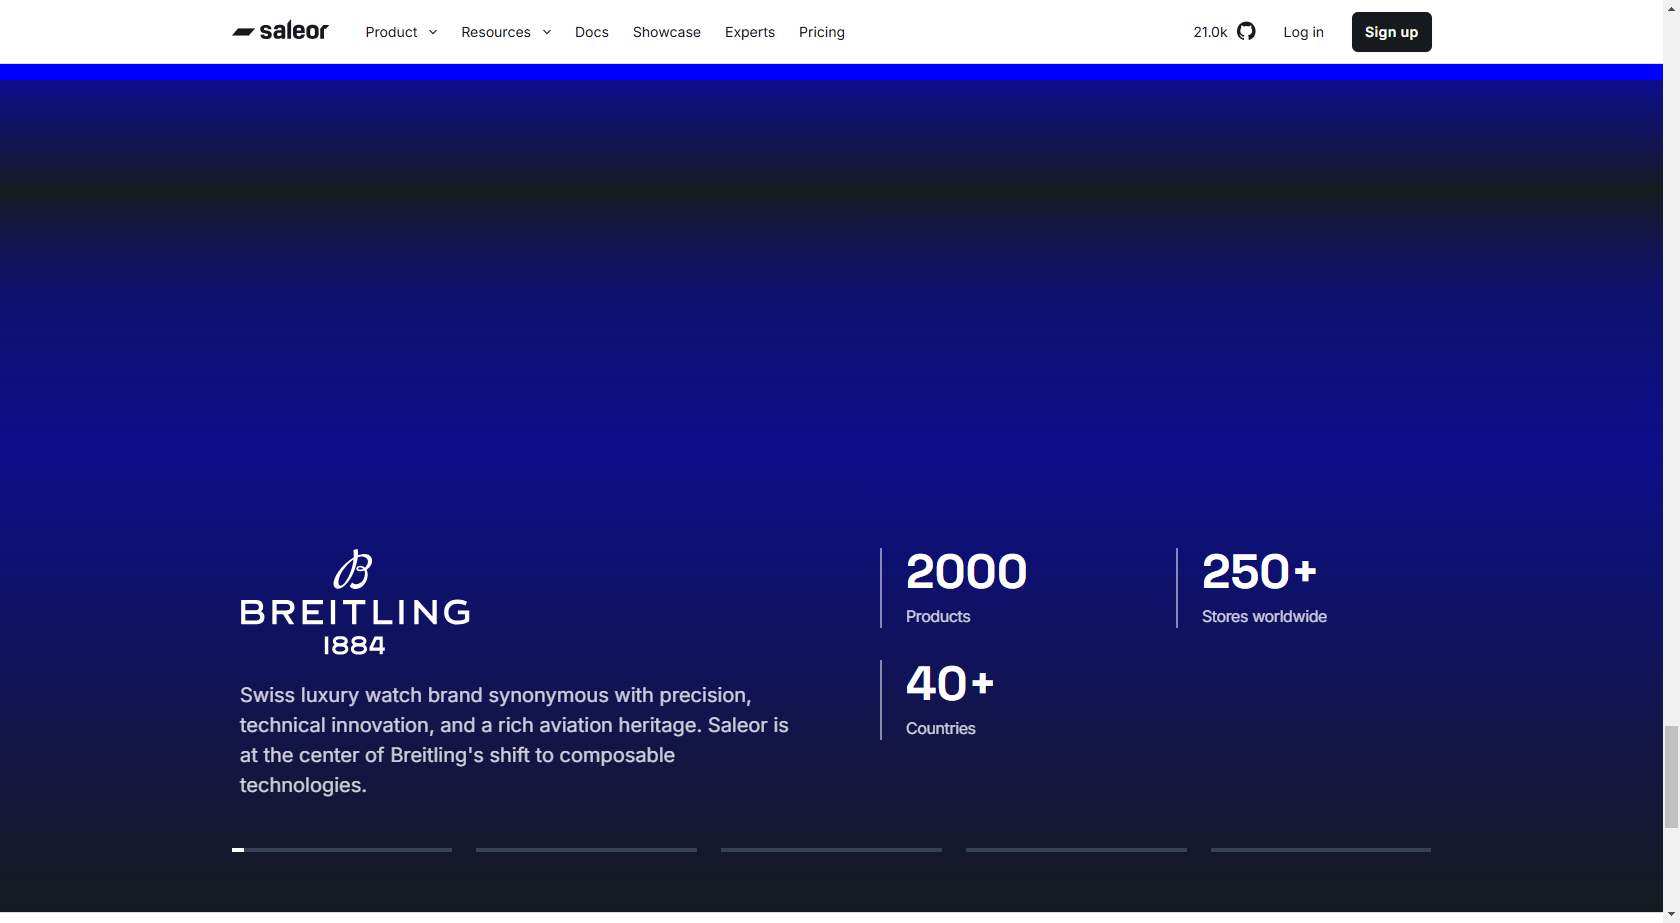 saleor
Product
Resources
Docs
Showcase
Experts
Pricing
21.0k
Log in
Sign up
B
BREITLING
1884
Swiss luxury watch brand synonymous with precision,
technical innovation, and a rich aviation heritage. Saleor is
at the center of Breitling's shift to composable
technologies.
2000
Products
250+
Stores worldwide
40+
Countries